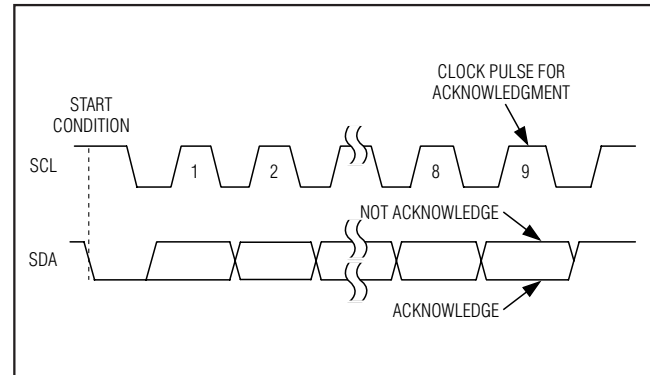 CLOCK PULSE FOR
ACKNOWLEDGMENT
START
CONDITION
SCL
1
2
8
9
NOT ACKNOWLEDGE
SDA
ACKNOWLEDGE